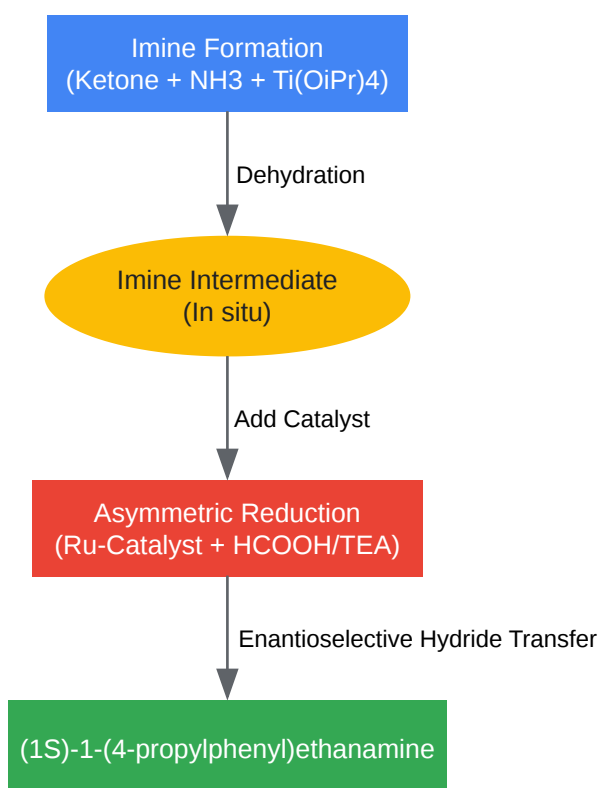 Imine Formation
(Ketone + NH3 + Ti(OiPr)4)
Dehydration
Imine Intermediate
(In situ)
Add Catalyst
Asymmetric Reduction
(Ru-Catalyst + HCOOH/TEA)
Enantioselective Hydride Transfer
(1S)-1-(4-propylphenyl)ethanamine